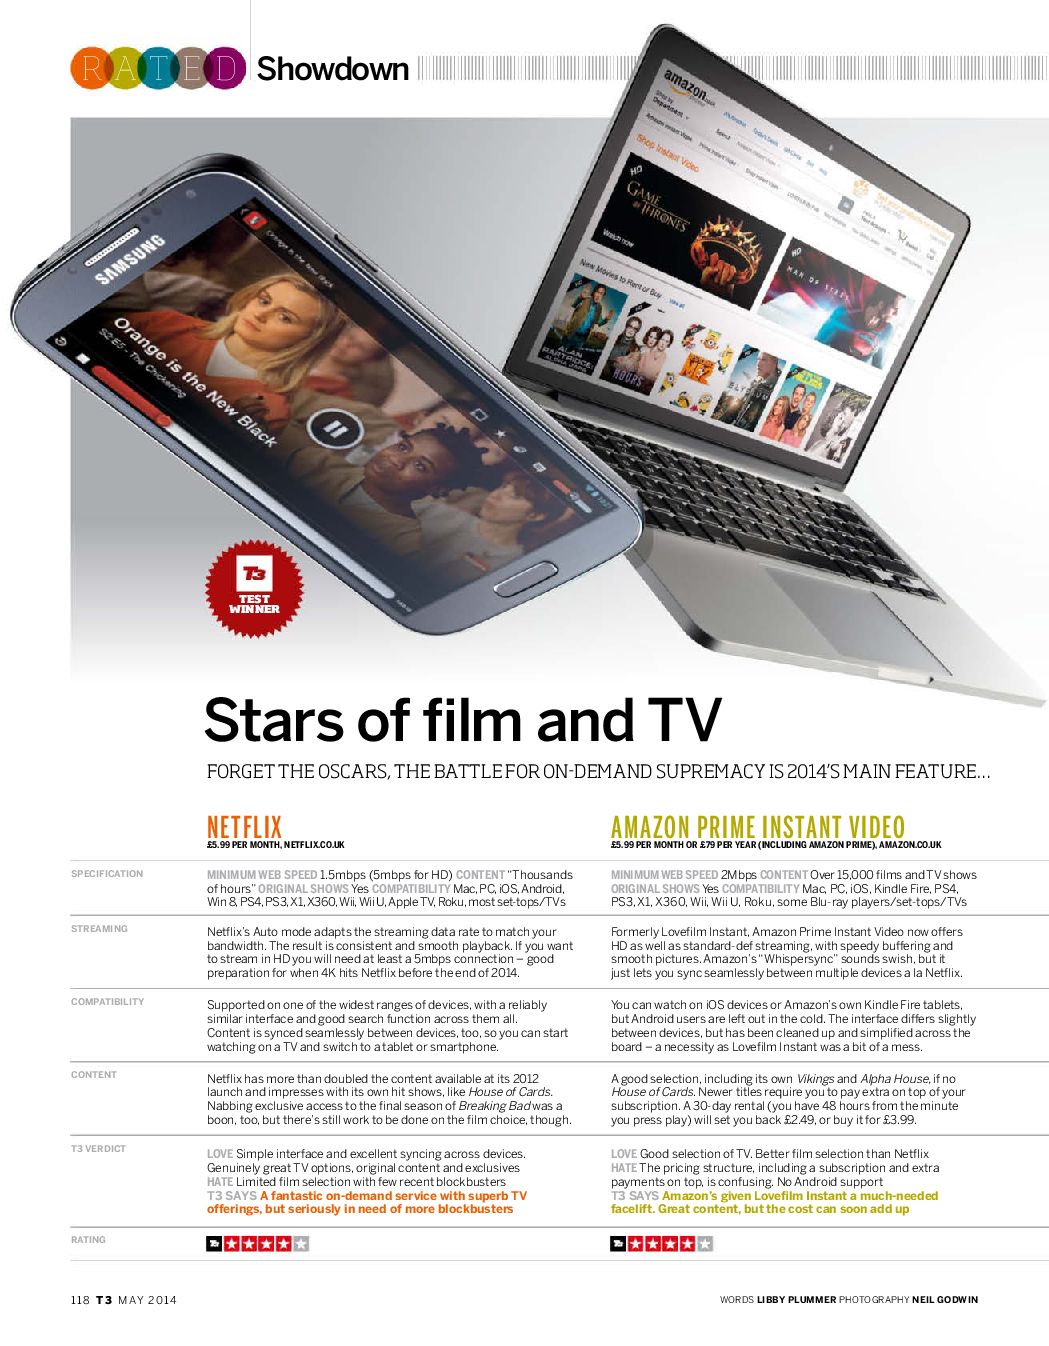 RATED Showdown
amazon
Shop by
Department
Shop Instant Video
HD
GAME
OF THRONES
Watch now
HD
MAN OF STEEL
New Movies to Rent or Buy
ALAN
PARTRIDGE
ALPHA PAPA
HOURS
ME2
ELYSIUM
SAMSUNG
Orange is the New Black
S2:E5 - The Chickening
T3
TEST
WINNER
Stars of film and TV
FORGET THE OSCARS, THE BATTLE FOR ON-DEMAND SUPREMACY IS 2014'S MAIN FEATURE...
NETFLIX
£5.99 PER MONTH, NETFLIX.CO.UK
AMAZON PRIME INSTANT VIDEO
£5.99 PER MONTH OR £79 PER YEAR (INCLUDING AMAZON PRIME), AMAZON.CO.UK
SPECIFICATION
MINIMUM WEB SPEED 1.5mbps (5mbps for HD) CONTENT "Thousands
of hours" ORIGINAL SHOWS Yes COMPATIBILITY Mac, PC, iOS, Android,
Win 8, PS4, PS3, X1, X360, Wii, Wii U, Apple TV, Roku, most set-tops/TVs
MINIMUM WEB SPEED 2Mbps CONTENT Over 15,000 films and TV shows
ORIGINAL SHOWS Yes COMPATIBILITY Mac, PC, iOS, Kindle Fire, PS4,
PS3, X1, X360, Wii, Wii U, Roku, some Blu-ray players/set-tops/TVs
STREAMING
Netflix's Auto mode adapts the streaming data rate to match your
bandwidth. The result is consistent and smooth playback. If you want
to stream in HD you will need at least a 5mbps connection – good
preparation for when 4K hits Netflix before the end of 2014.
Formerly Lovefilm Instant, Amazon Prime Instant Video now offers
HD as well as standard-def streaming, with speedy buffering and
smooth pictures. Amazon's "Whispersync" sounds swish, but it
just lets you sync seamlessly between multiple devices a la Netflix.
COMPATIBILITY
Supported on one of the widest ranges of devices, with a reliably
similar interface and good search function across them all.
Content is synced seamlessly between devices, too, so you can start
watching on a TV and switch to a tablet or smartphone.
You can watch on iOS devices or Amazon's own Kindle Fire tablets,
but Android users are left out in the cold. The interface differs slightly
between devices, but has been cleaned up and simplified across the
board – a necessity as Lovefilm Instant was a bit of a mess.
CONTENT
Netflix has more than doubled the content available at its 2012
launch and impresses with its own hit shows, like House of Cards.
Nabbing exclusive access to the final season of Breaking Bad was a
boon, too, but there's still work to be done on the film choice, though.
A good selection, including its own Vikings and Alpha House, if no
House of Cards. Newer titles require you to pay extra on top of your
subscription. A 30-day rental (you have 48 hours from the minute
you press play) will set you back £2.49, or buy it for £3.99.
T3 VERDICT
LOVE Simple interface and excellent syncing across devices.
Genuinely great TV options, original content and exclusives
HATE Limited film selection with few recent blockbusters
T3 SAYS A fantastic on-demand service with superb TV
offerings, but seriously in need of more blockbusters
LOVE Good selection of TV. Better film selection than Netflix
HATE The pricing structure, including a subscription and extra
payments on top, is confusing. No Android support
T3 SAYS Amazon's given Lovefilm Instant a much-needed
facelift. Great content, but the cost can soon add up
RATING
T3
T3
118 T3 MAY 2014
WORDS LIBBY PLUMMER PHOTOGRAPHY NEIL GODWIN